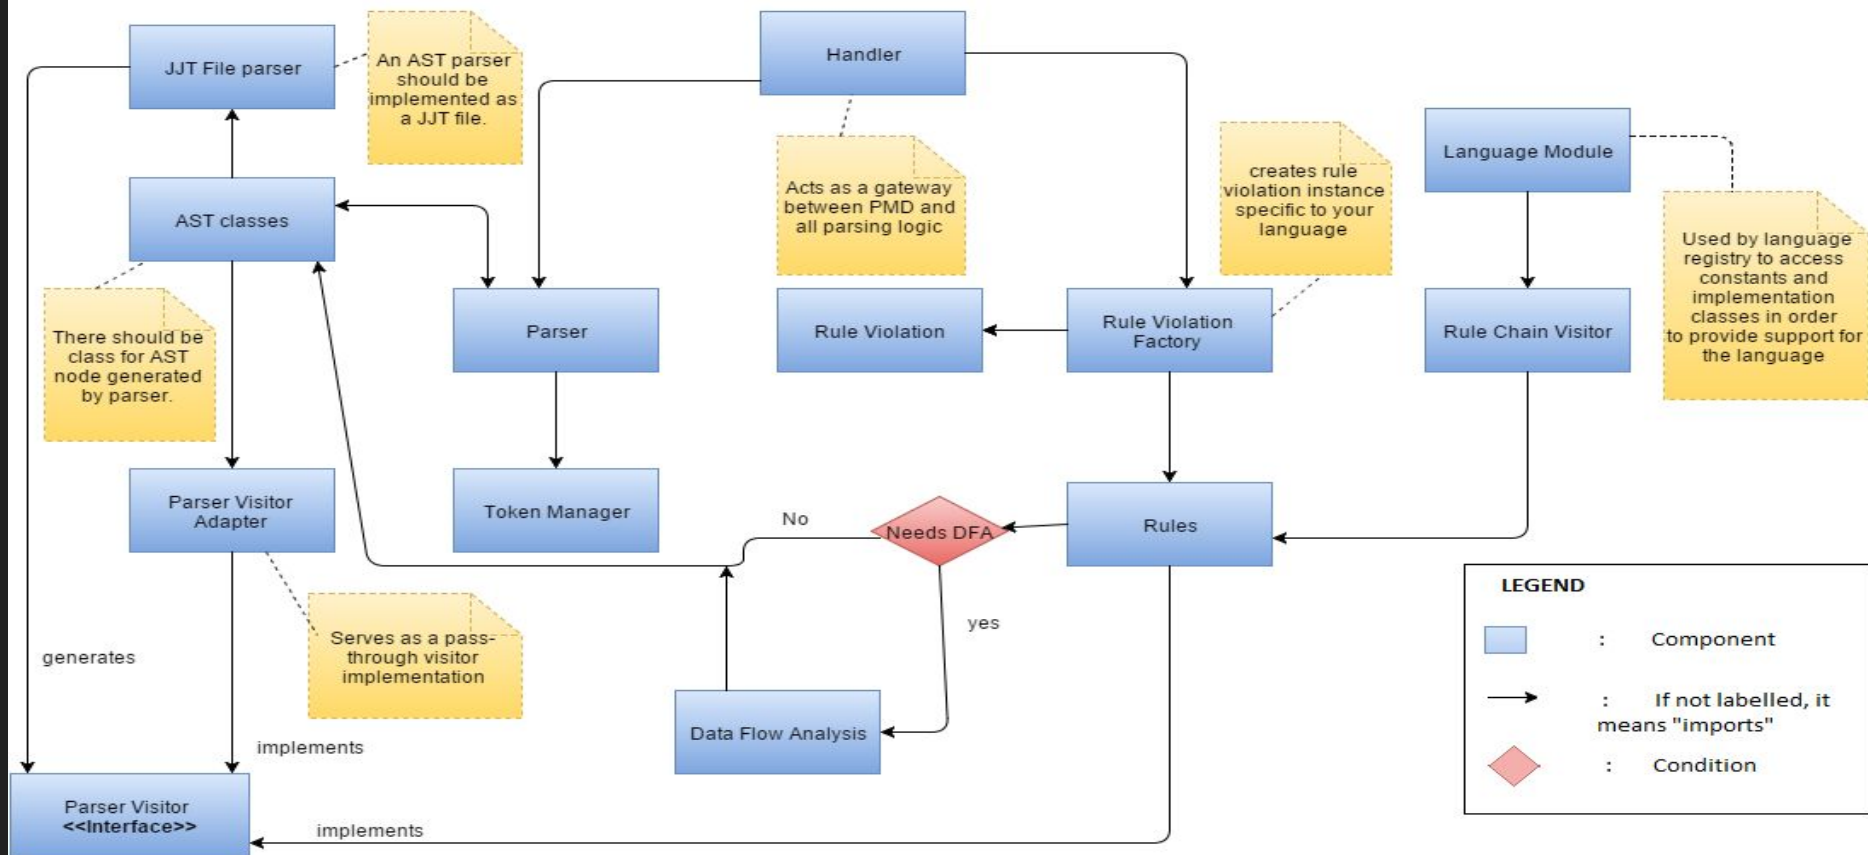 JJT File parser
An AST parser
should be
implemented as
a JJT file.
Handler
Language Module
Acts as a gateway
between PMD and
all parsing logic
creates rule
violation instance
specific to your
language
Used by language
registry to access
constants and
implementation
classes in order
to provide support for
the language
AST classes
There should be
class for AST
node generated
by parser.
Parser
Rule Violation
Rule Violation
Factory
Rule Chain Visitor
Parser Visitor
Adapter
Token Manager
No
Needs DFA
Rules
yes
Serves as a pass-
through visitor
implementation
generates
implements
Data Flow Analysis
Parser Visitor
<<Interface>>
implements
LEGEND
: Component
: If not labelled, it
means "imports"
: Condition